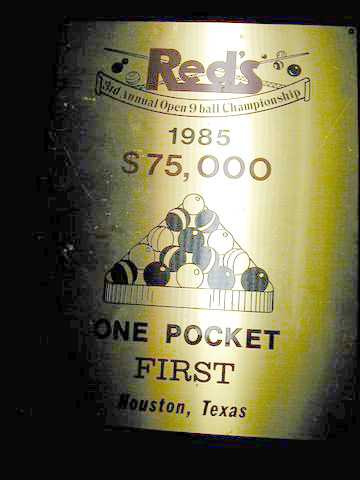 Red's
3rd Annual Open 9 ball Championship
1985
$75,000
ONE POCKET
FIRST
Houston, Texas